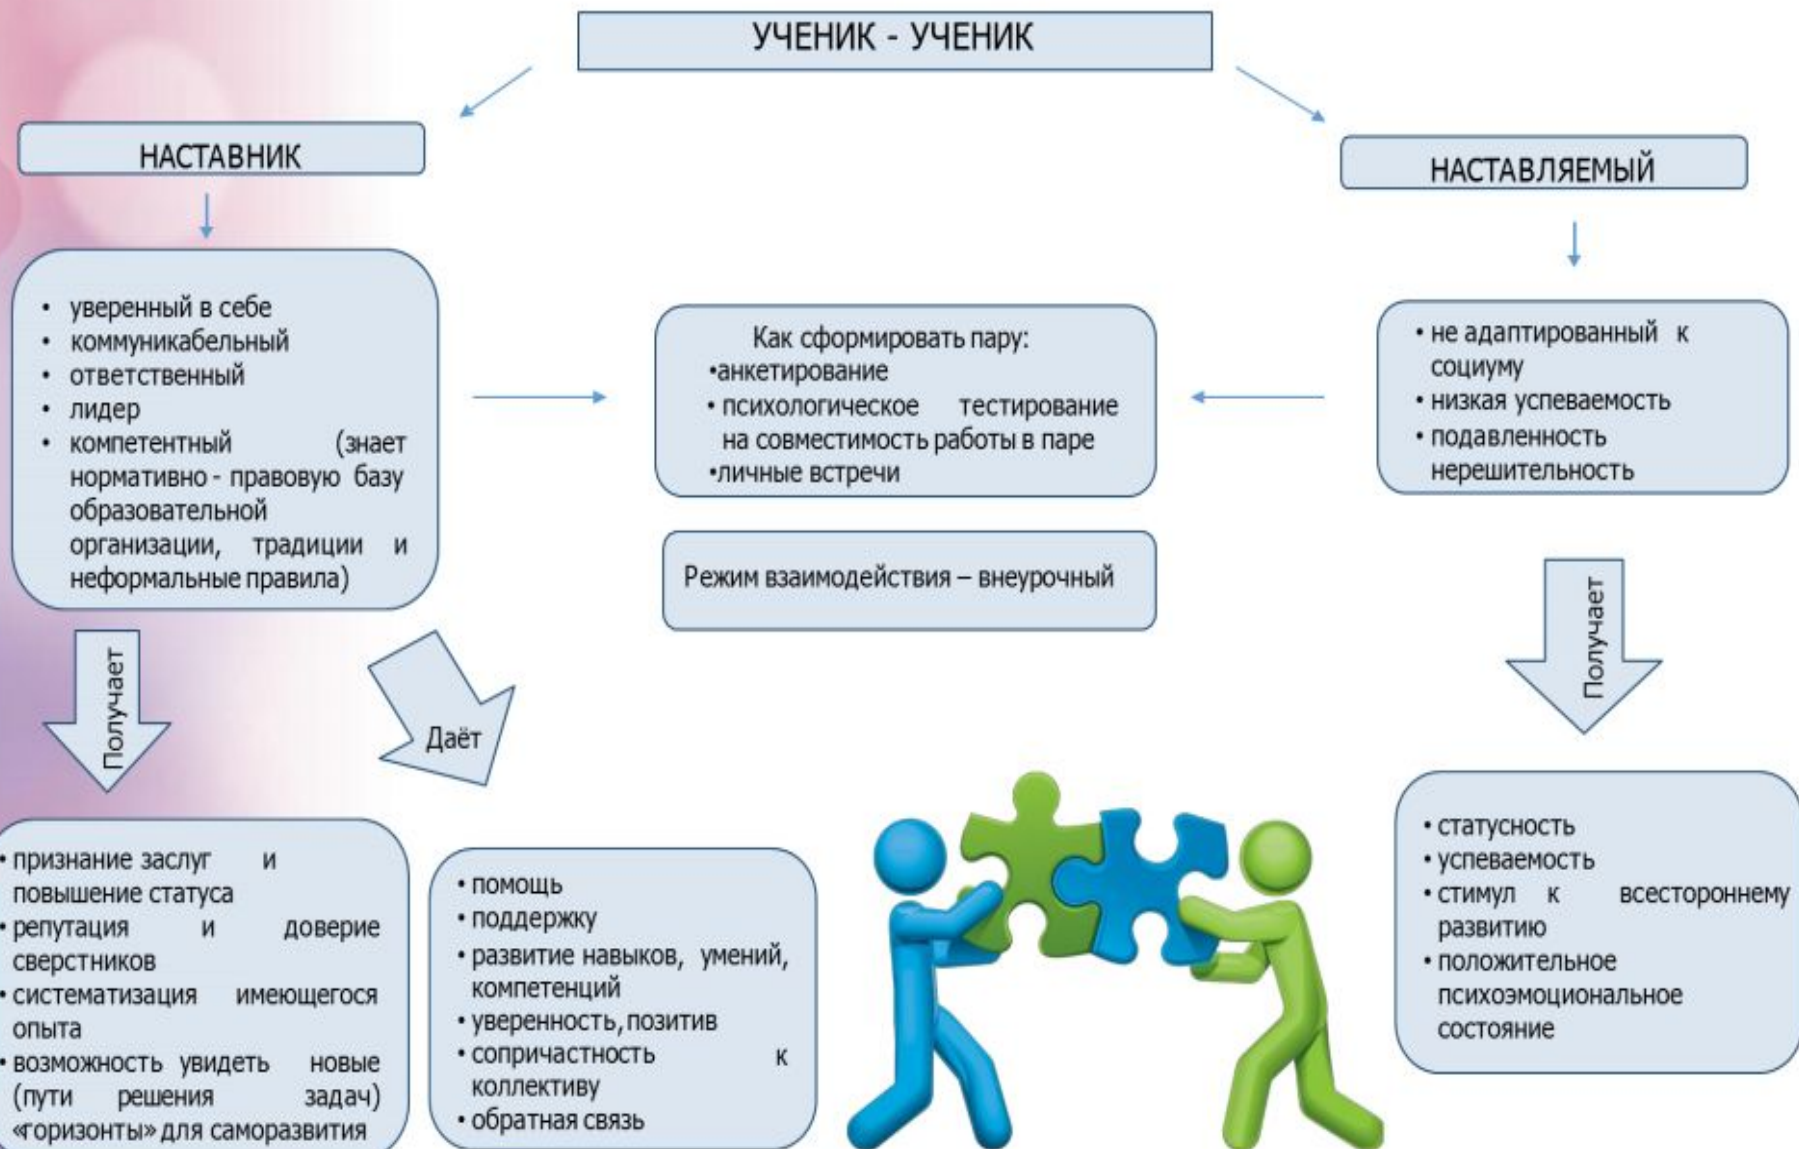 УЧЕНИК - УЧЕНИК
НАСТАВНИК
НАСТАВЛЯЕМЫЙ
• уверенный в себе
• коммуникабельный
• ответственный
• лидер
• компетентный (знает
нормативно - правовую базу
образовательной
организации, традиции и
неформальные правила)
Как сформировать пару:
•анкетирование
• психологическое тестирование
на совместимость работы в паре
•личные встречи
Режим взаимодействия – внеурочный
• не адаптированный к
социуму
• низкая успеваемость
• подавленность
нерешительность
Получает
Даёт
Получает
• признание заслуг и
повышение статуса
• репутация и доверие
сверстников
• систематизация имеющегося
опыта
• возможность увидеть новые
(пути решения задач)
«горизонты» для саморазвития
• помощь
• поддержку
• развитие навыков, умений,
компетенций
• уверенность, позитив
• сопричастность к
коллективу
• обратная связь
• статусность
• успеваемость
• стимул к всестороннему
развитию
• положительное
психоэмоциональное
состояние